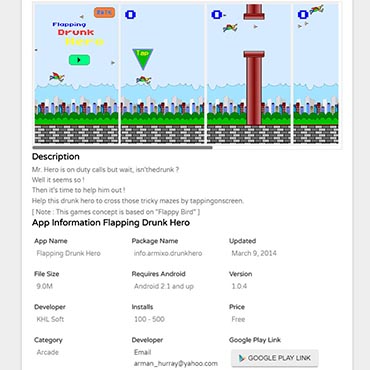 Exit
Flapping
Drunk
Hero
0
Tap
0
0
Description
Mr. Hero is on duty calls but wait, isn'thedrunk ?
Well it seems so !
Then it's time to help him out !
Help this drunk hero to cross those tricky mazes by tappingonscreen.
[ Note : This games concept is based on "Flappy Bird" ]
App Information Flapping Drunk Hero
App Name Package Name Updated
Flapping Drunk Hero info.armixo.drunkhero March 9, 2014
File Size Requires Android Version
9.0M Android 2.1 and up 1.0.4
Developer Installs Price
KHL Soft 100 - 500 Free
Category Developer Google Play Link
Arcade Email GOOGLE PLAY LINK
arman_hurray@yahoo.com